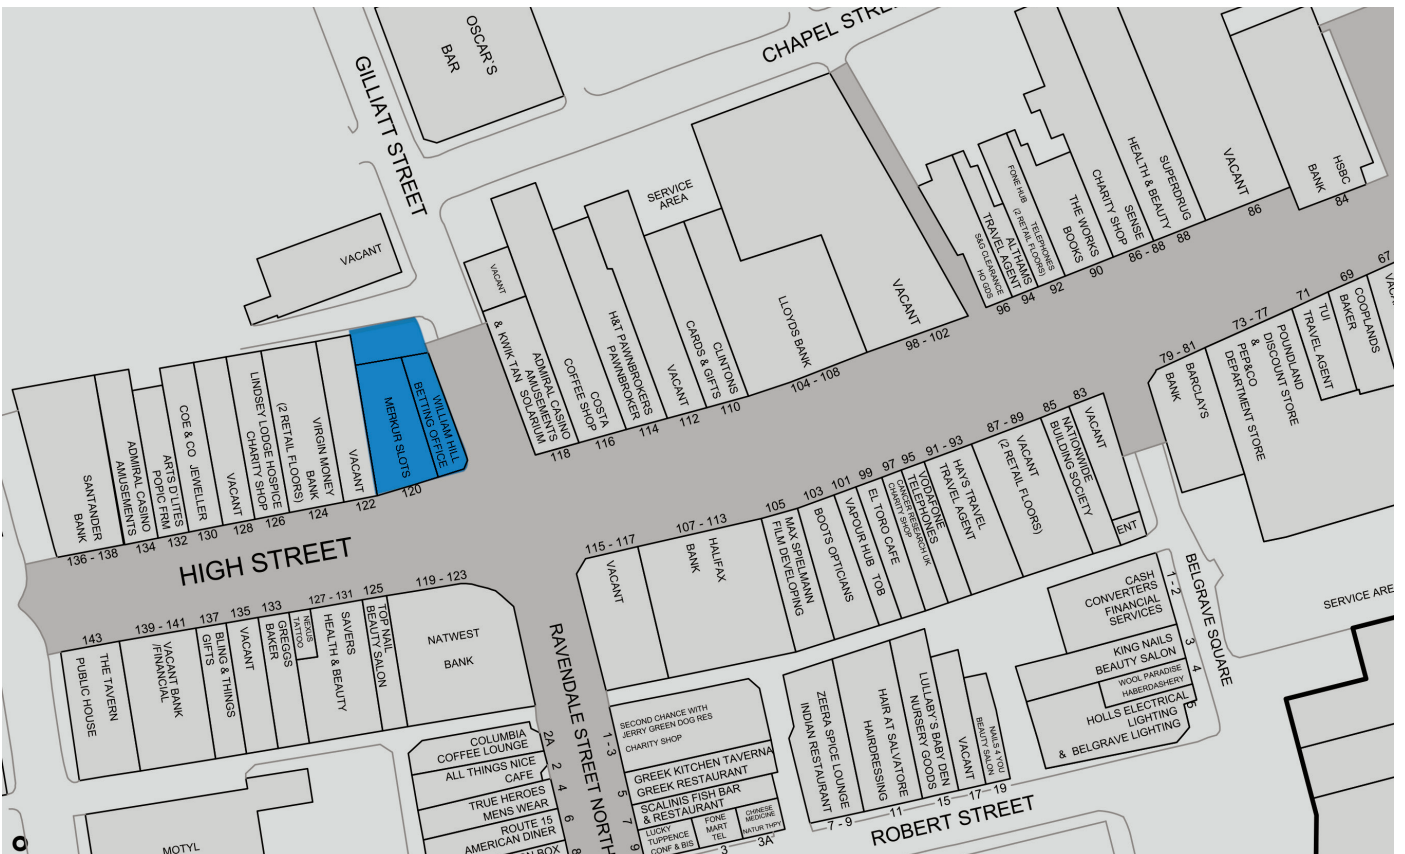 OSCAR`S
BAR
CHAPEL STRE
GILLIATT STREET
VACANT
SERVICE
AREA
VACANT
& KWIK TAN SOLARIUM
AMUSEMENTS
ADMIRAL CASINO
COFFEE SHOP
COSTA
PAWNBROKER
H&T PAWNBROKERS
VACANT
CARDS & GIFTS
CLINTONS
LLOYDS BANK
VACANT
118
116
114
112
110
104 - 108
98 - 102
HO GDS
S&G CLEARANCE
TRAVEL AGENT
ALTHAMS
FONE HUB
(2 RETAIL FLOORS)
TELEPHONES
BOOKS
THE WORKS
CHARITY SHOP
SENSE
HEALTH & BEAUTY
SUPERDRUG
VACANT
BANK
HSBC
96
94
92
90
86 - 88
88
86
84
SANTANDER
BANK
ADMIRAL CASINO
AMUSEMENTS
ARTS D'LITES
POPIC FRM
COE & CO JEWELLER
VACANT
LINDSEY LODGE HOSPICE
CHARITY SHOP
(2 RETAIL FLOORS)
VIRGIN MONEY
BANK
VACANT
MERKUR SLOTS
WILLIAM HILL
BETTING OFFICE
136 - 138
134
132
130
128
126
124
122
120
HIGH STREET
79 - 81
73 - 77
71
69
67
BARCLAYS
BANK
POUNDLAND
DISCOUNT STORE
&
PEP&CO
DEPARTMENT STORE
TUI
TRAVEL AGENT
COOPLANDS
BAKER
VACA
115 - 117
107 - 113
105
103
101
99
97
95
91 - 93
87 - 89
85
83
VACANT
HALIFAX
BANK
MAX SPIELMANN
FILM DEVELOPING
BOOTS OPTICIANS
VAPOUR HUB TOB
EL TORO CAFE
CANCER RESEARCH UK
CHARITY SHOP
VODAFONE
TELEPHONES
HAYS TRAVEL
TRAVEL AGENT
VACANT
(2 RETAIL FLOORS)
NATIONWIDE
BUILDING SOCIETY
VACANT
ENT
143
139 - 141
137
135
133
127 - 131
125
119 - 123
THE TAVERN
PUBLIC HOUSE
VACANT BANK
/FINANCIAL
BLING & THINGS
GIFTS
VACANT
GREGGS
BAKER
NEXUS
TATTOO
SAVERS
HEALTH & BEAUTY
TOP NAIL
BEAUTY SALON
NATWEST
BANK
RAVENDALE STREET NORTH
BELGRAVE SQUARE
SERVICE ARE
CASH
CONVERTERS
FINANCIAL
SERVICES
KING NAILS
BEAUTY SALON
WOOL PARADISE
HABERDASHERY
HOLLS ELECTRICAL
LIGHTING
& BELGRAVE LIGHTING
1 - 2
3
4
5
COLUMBIA
COFFEE LOUNGE
ALL THINGS NICE
CAFE
TRUE HEROES
MENS WEAR
ROUTE 15
AMERICAN DINER
N BOX
2A
2
4
6
8
SECOND CHANCE WITH
JERRY GREEN DOG RES
CHARITY SHOP
GREEK KITCHEN TAVERNA
GREEK RESTAURANT
SCALINIS FISH BAR
& RESTAURANT
LUCKY
TUPPENCE
CONF & BIS
FONE
MART
TEL
CHINESE
MEDICINE
NATUR THPY
1 - 3
5
7
9
3
3A
ZEERA SPICE LOUNGE
INDIAN RESTAURANT
HAIR AT SALVATORE
HAIRDRESSING
LULLABY'S BABY DEN
NURSERY GOODS
VACANT
NAILS 4 YOU
BEAUTY SALON
7 - 9
11
15
17
19
ROBERT STREET
MOTYL